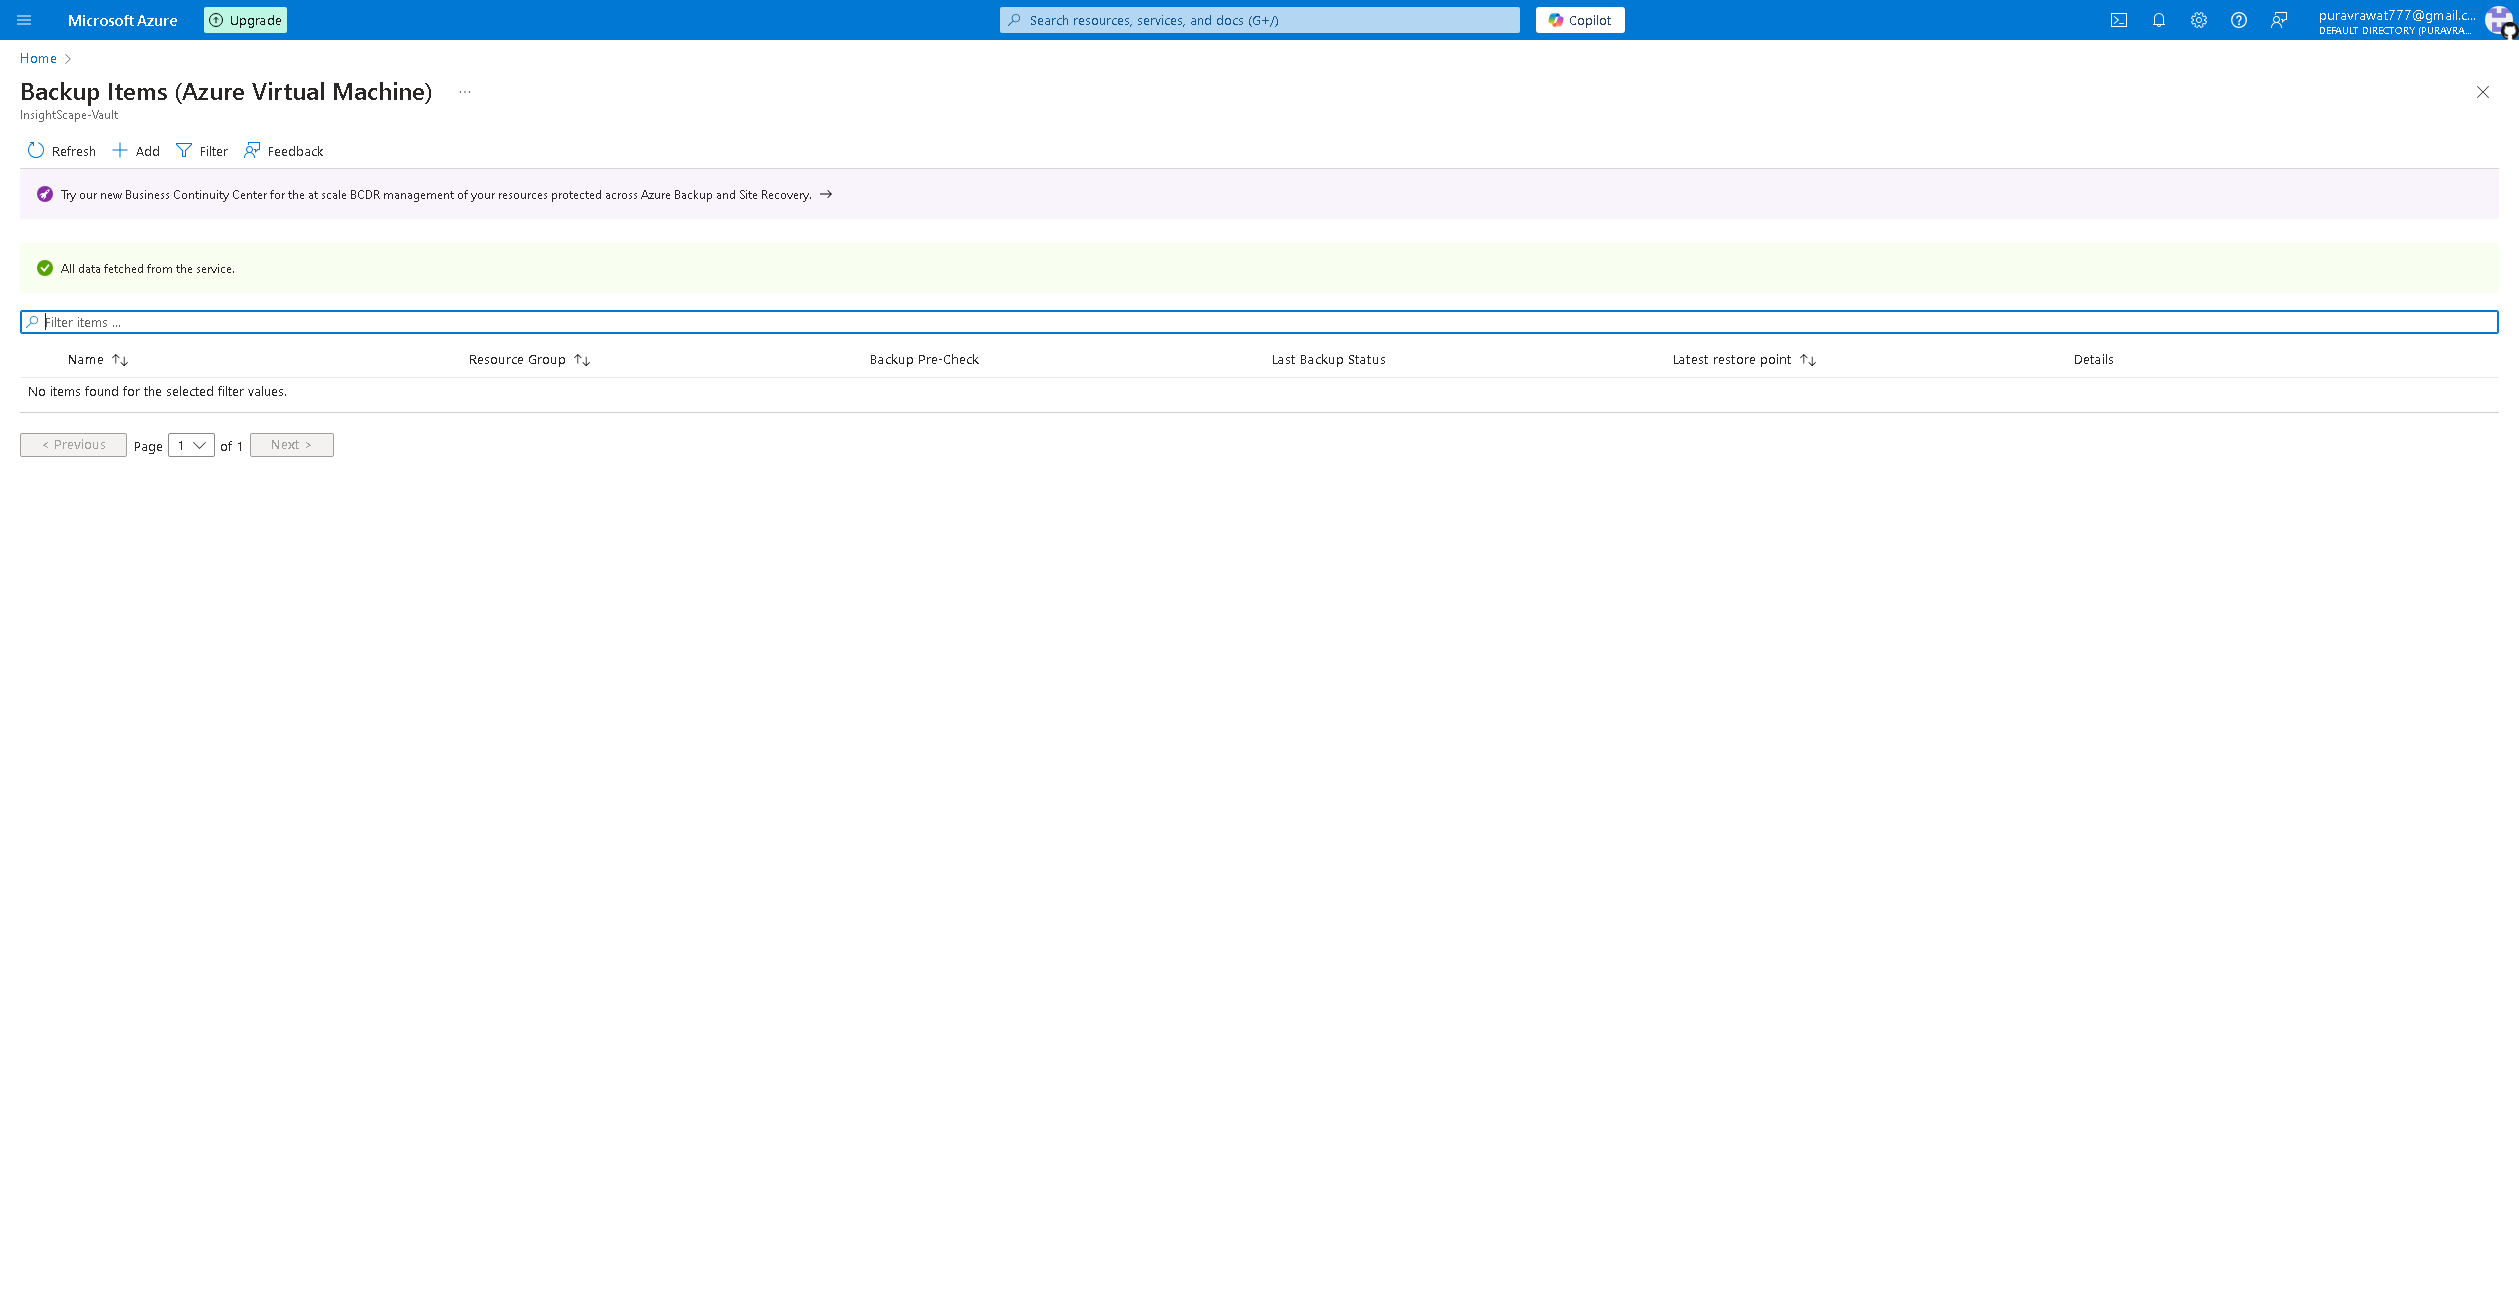 Microsoft Azure
Upgrade
Search resources, services, and docs (G+/)
Copilot
puravrawat777@gmail.c...
DEFAULT DIRECTORY (PURAVRA...
Home
Backup Items (Azure Virtual Machine)
...
InsightScape-Vault
Refresh
Add
Filter
Feedback
Try our new Business Continuity Center for the at scale BCDR management of your resources protected across Azure Backup and Site Recovery. →
All data fetched from the service.
Filter items ...
Name ↑↓ Resource Group ↑↓ Backup Pre-Check Last Backup Status Latest restore point ↑↓ Details
No items found for the selected filter values.
< Previous Page 1 of 1 Next >